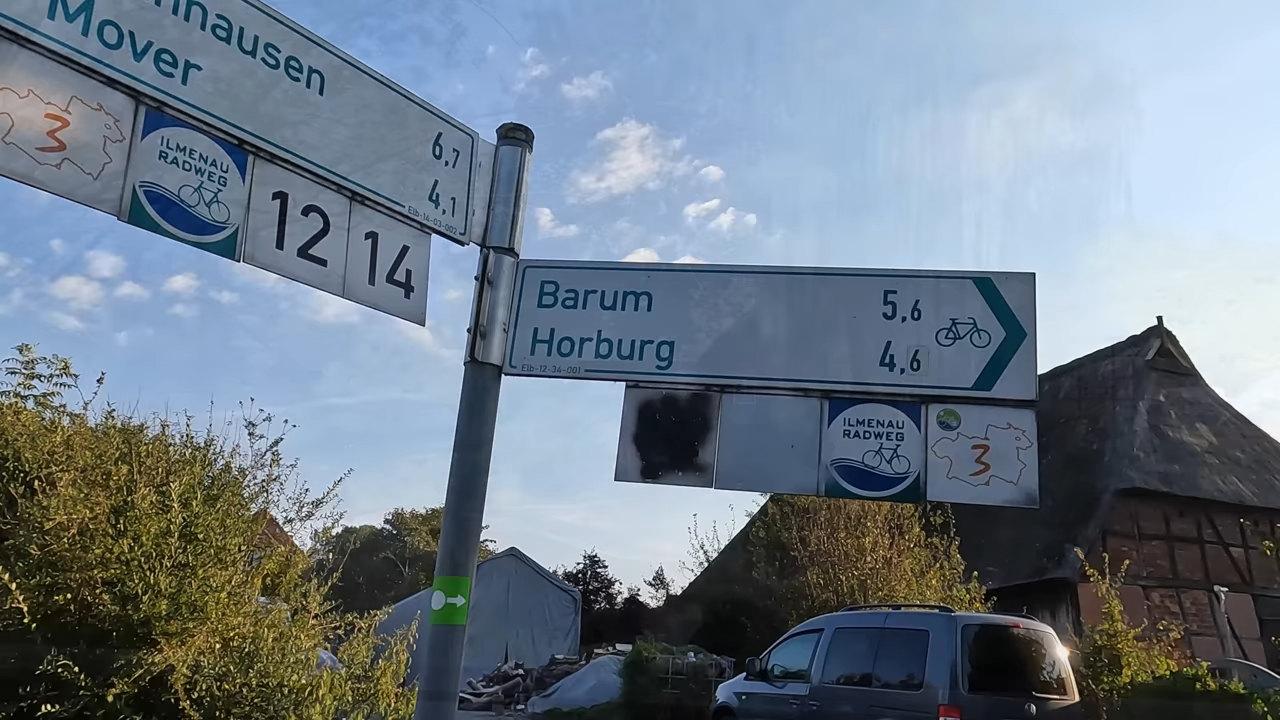 Mover
6,7
4,1
Elb-14-03-002
3
ILMENAU
RADWEG
12
14
Barum
5,6
Horburg
4,6
Elb-12-34-001
ILMENAU
RADWEG
3